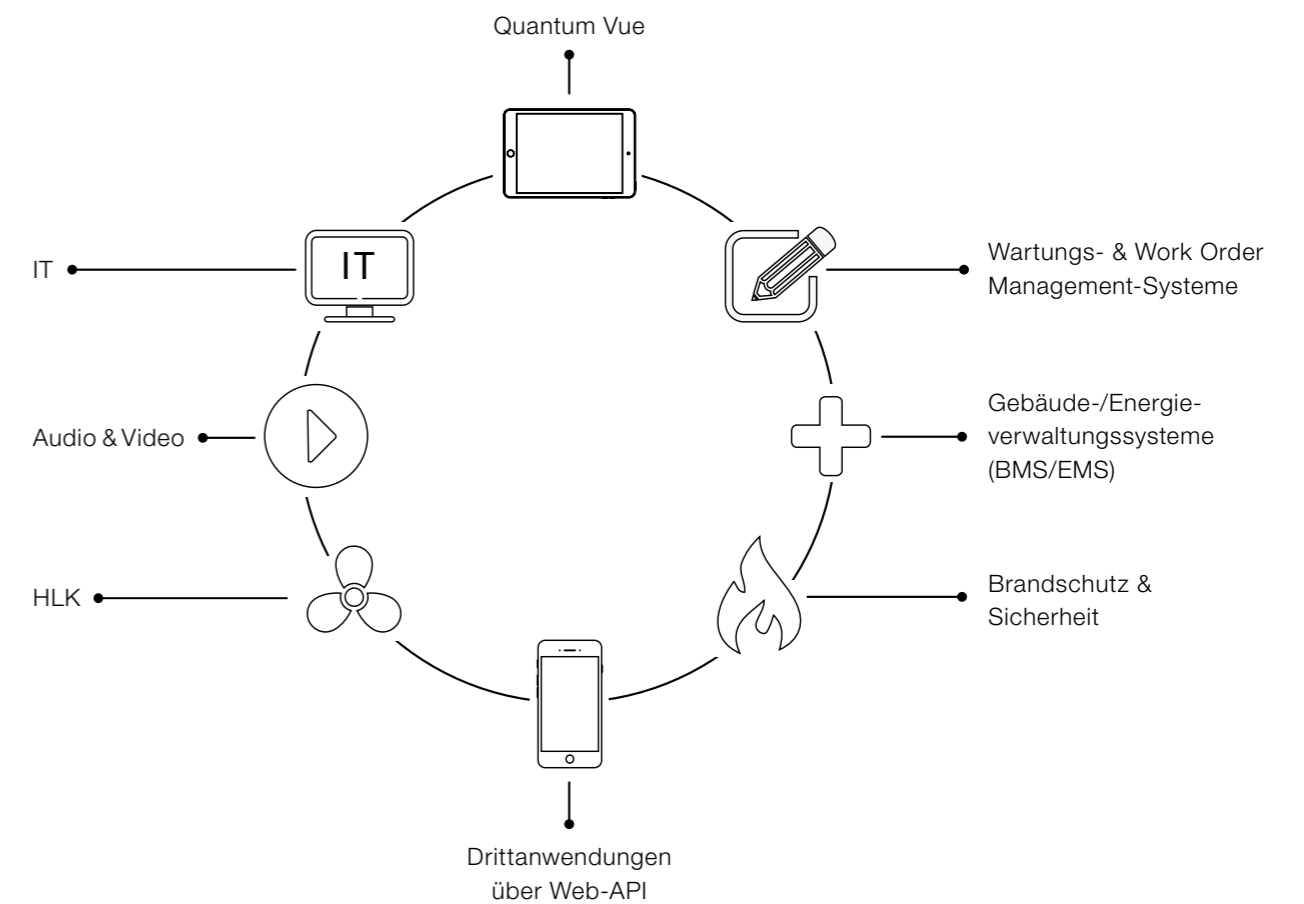 Quantum Vue
IT
IT
Wartungs- & Work Order
Management-Systeme
Audio & Video
Gebäude-/Energie-
verwaltungssysteme
(BMS/EMS)
HLK
Brandschutz &
Sicherheit
Drittanwendungen
über Web-API